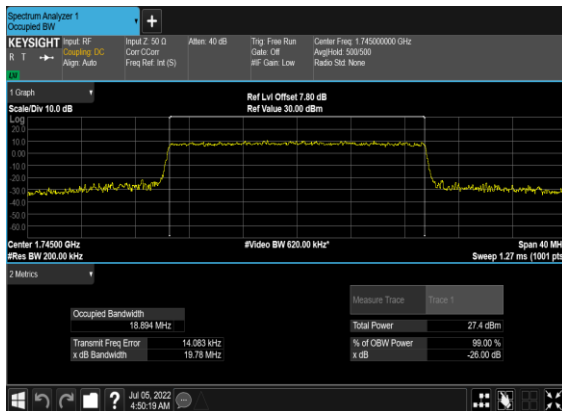 Spectrum Analyzer 1
Occupied BW
KEYSIGHT
R T
Input: RF
Coupling: DC
Align: Auto
Input Z: 50 Ω
Corr CCorr
Freq Ref: Int (S)
Atten: 40 dB
Trig: Free Run
Gate: Off
#IF Gain: Low
Center Freq: 1.745000000 GHz
Avg|Hold: 500/500
Radio Std: None
1 Graph
Scale/Div 10.0 dB
Ref Lvl Offset 7.80 dB
Ref Value 30.00 dBm
Log
20.0
10.0
0.00
-10.0
-20.0
-30.0
-40.0
-50.0
-60.0
Center 1.74500 GHz
#Res BW 200.00 kHz
#Video BW 620.00 kHz*
Span 40 MH
Sweep 1.27 ms (1001 pts
2 Metrics
Measure Trace Trace 1
Occupied Bandwidth
18.894 MHz
Total Power 27.4 dBm
Transmit Freq Error 14.083 kHz
% of OBW Power 99.00 %
x dB Bandwidth 19.78 MHz
x dB -26.00 dB
?
Jul 05, 2022
4:50:19 AM